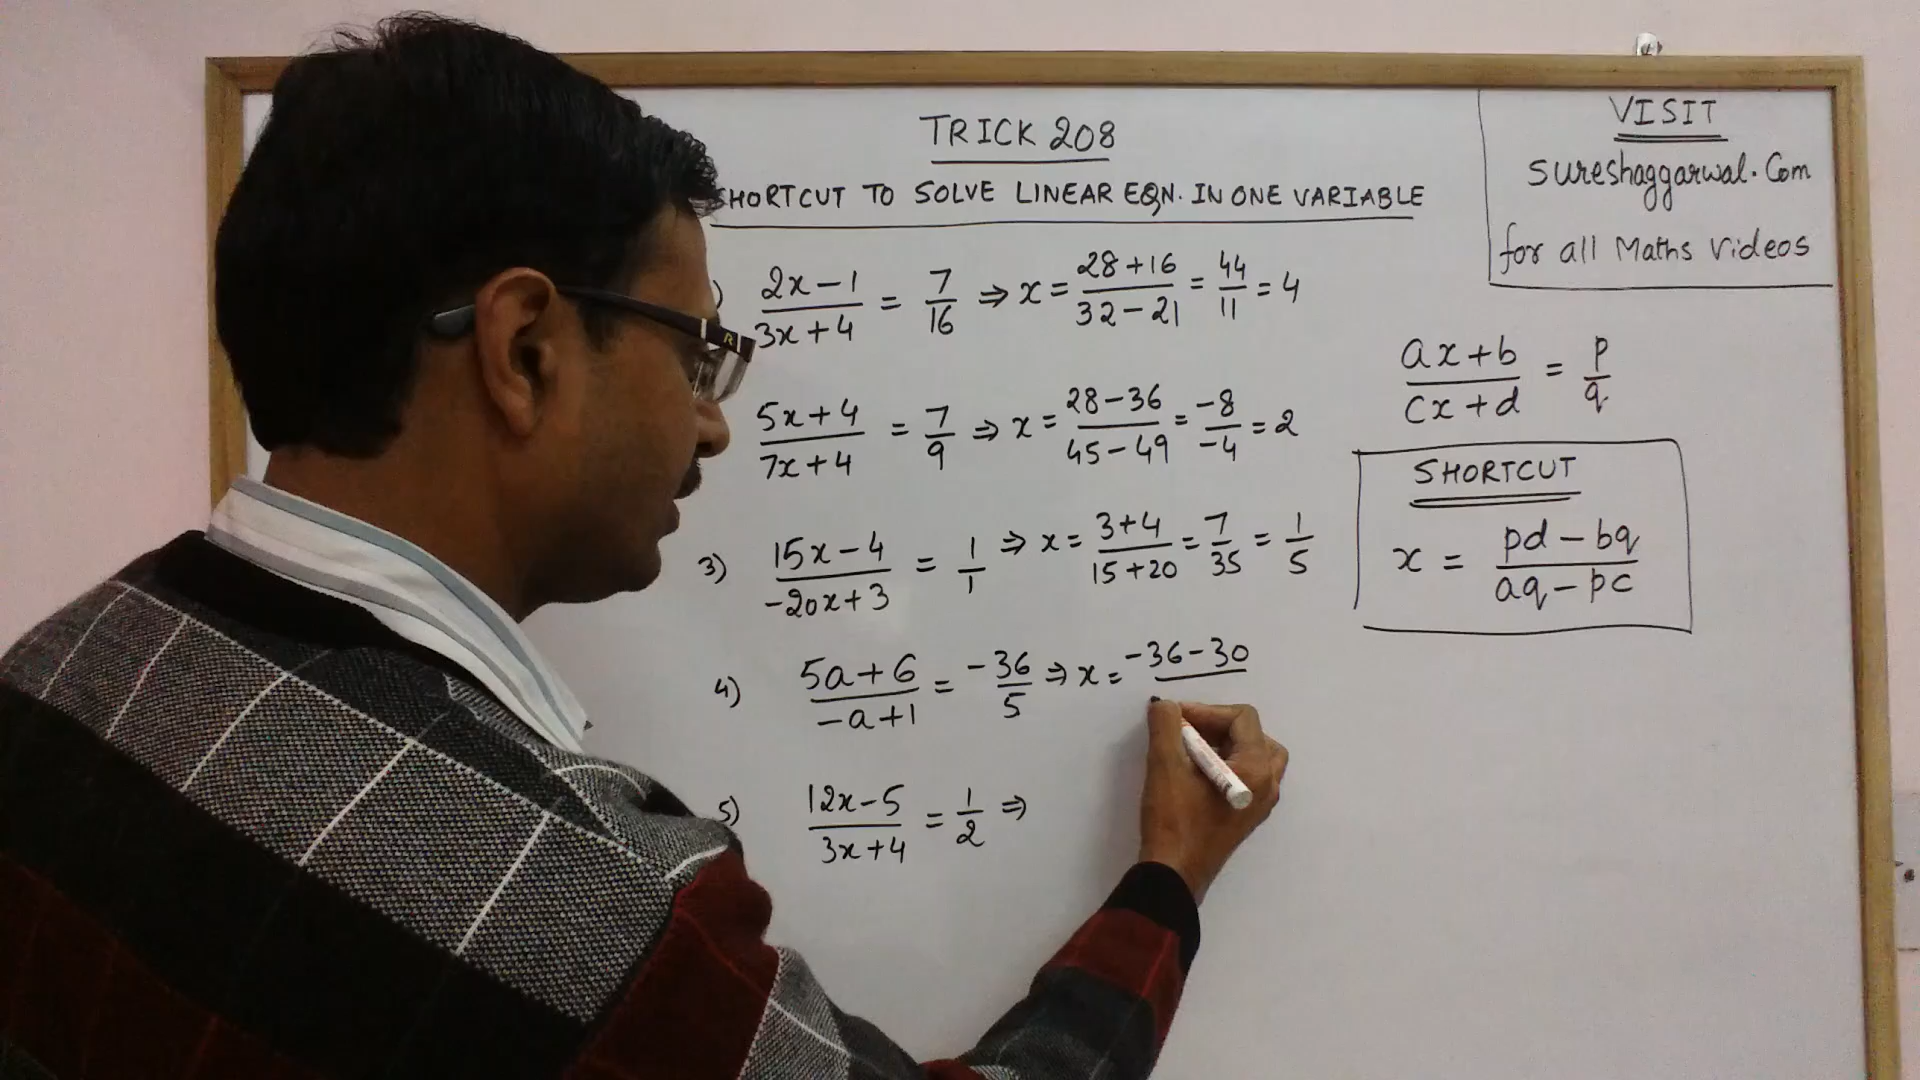 TRICK 208
SHORTCUT TO SOLVE LINEAR EQN. IN ONE VARIABLE
) (2x-1)/(3x+4) = 7/16 ⇒ x = (28+16)/(32-21) = 44/11 = 4
(5x+4)/(7x+4) = 7/9 ⇒ x = (28-36)/(45-49) = -8/-4 = 2
3) (15x-4)/(-20x+3) = 1/1 ⇒ x = (3+4)/(15+20) = 7/35 = 1/5
4) (5a+6)/(-a+1) = -36/5 ⇒ x = -36-30
5) (12x-5)/(3x+4) = 1/2 ⇒
VISIT
sureshaggarwal.Com
for all Maths videos
(ax+b)/(cx+d) = p/q
SHORTCUT
x = (pd-bq)/(aq-pc)
R